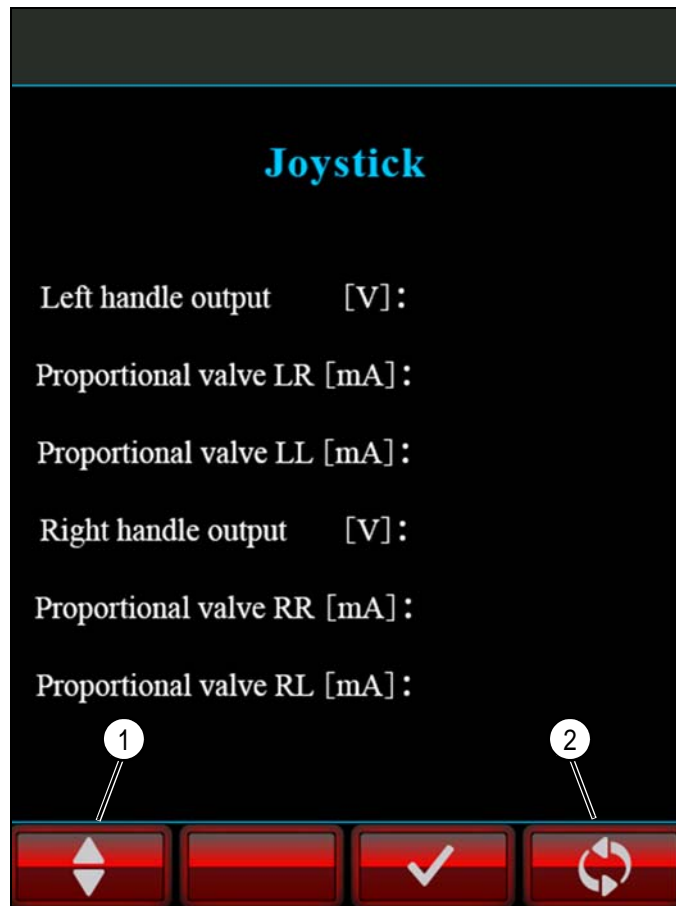 Joystick
Left handle output [V]:
Proportional valve LR [mA]:
Proportional valve LL [mA]:
Right handle output [V]:
Proportional valve RR [mA]:
Proportional valve RL [mA]:
1 2